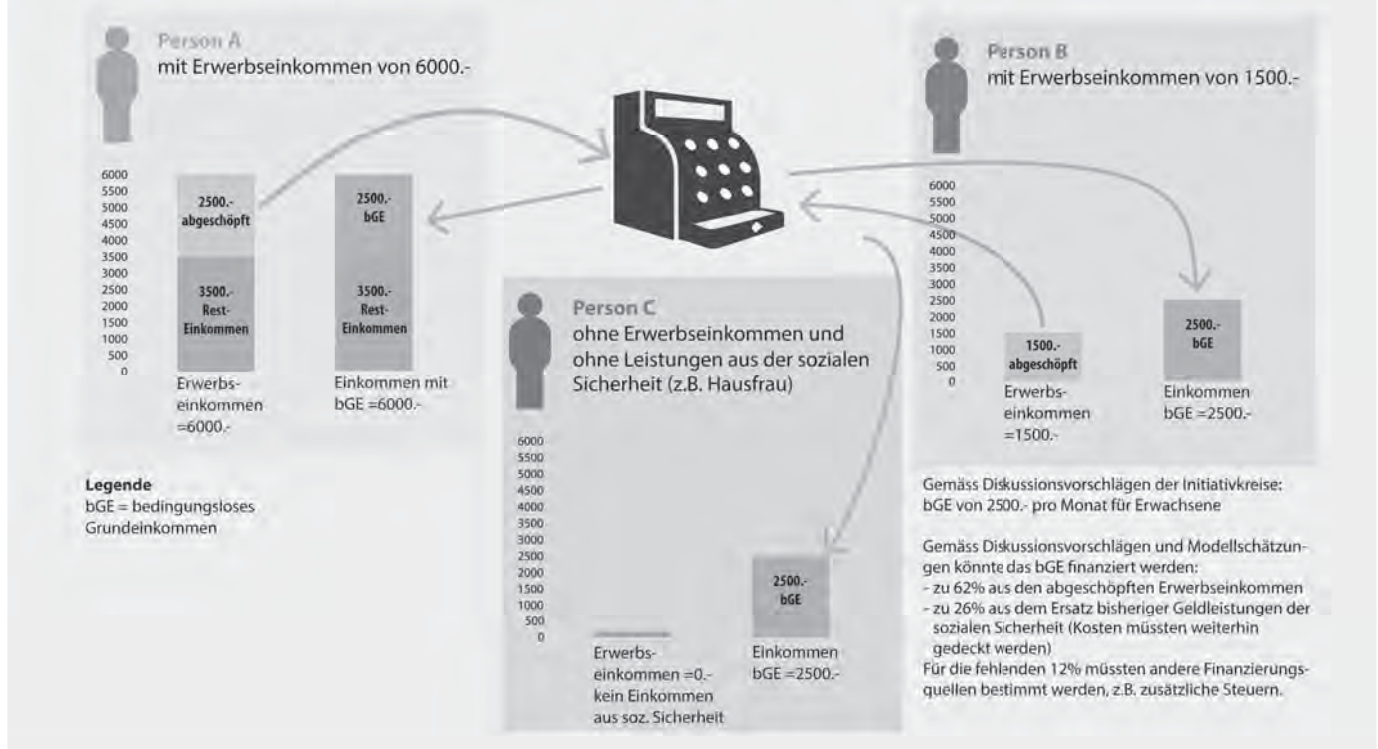 Person A
mit Erwerbseinkommen von 6000.-
6000
5500
5000
4500
4000
3500
3000
2500
2000
1500
1000
500
0
2500.-
abgeschöpft
3500.-
Rest-
Einkommen
2500.-
bGE
3500.-
Rest-
Einkommen
Erwerbs-
einkommen
=6000.-
Einkommen mit
bGE =6000.-
Legende
bGE = bedingungsloses
Grundeinkommen
Person C
ohne Erwerbseinkommen und
ohne Leistungen aus der sozialen
Sicherheit (z.B. Hausfrau)
6000
5500
5000
4500
4000
3500
3000
2500
2000
1500
1000
500
0
2500.-
bGE
Erwerbs-
einkommen =0.-
kein Einkommen
aus soz. Sicherheit
Einkommen
bGE =2500.-
Person B
mit Erwerbseinkommen von 1500.-
6000
5500
5000
4500
4000
3500
3000
2500
2000
1500
1000
500
0
1500.-
abgeschöpft
2500.-
bGE
Erwerbs-
einkommen
=1500.-
Einkommen
bGE =2500.-
Gemäss Diskussionsvorschlägen der Initiativkreise:
bGE von 2500.- pro Monat für Erwachsene
Gemäss Diskussionsvorschlägen und Modellschätzun-
gen könnte das bGE finanziert werden:
- zu 62% aus den abgeschöpften Erwerbseinkommen
- zu 26% aus dem Ersatz bisheriger Geldleistungen der
sozialen Sicherheit (Kosten müssten weiterhin
gedeckt werden)
Für die fehlenden 12% müssten andere Finanzierungs-
quellen bestimmt werden, z.B. zusätzliche Steuern.